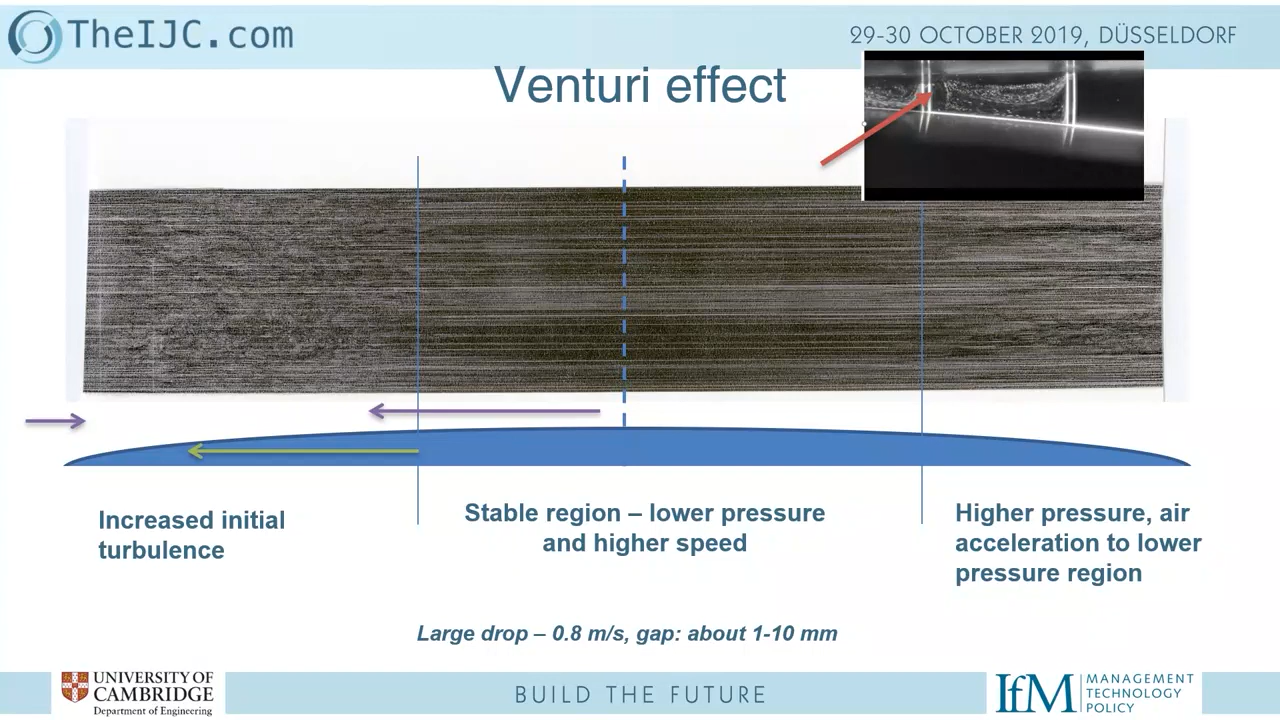 TheIJC.com
29-30 OCTOBER 2019, DÜSSELDORF
Venturi effect
Increased initial
turbulence
Stable region – lower pressure
and higher speed
Higher pressure, air
acceleration to lower
pressure region
Large drop – 0.8 m/s, gap: about 1-10 mm
UNIVERSITY OF
CAMBRIDGE
Department of Engineering
BUILD THE FUTURE
IfM
MANAGEMENT
TECHNOLOGY
POLICY